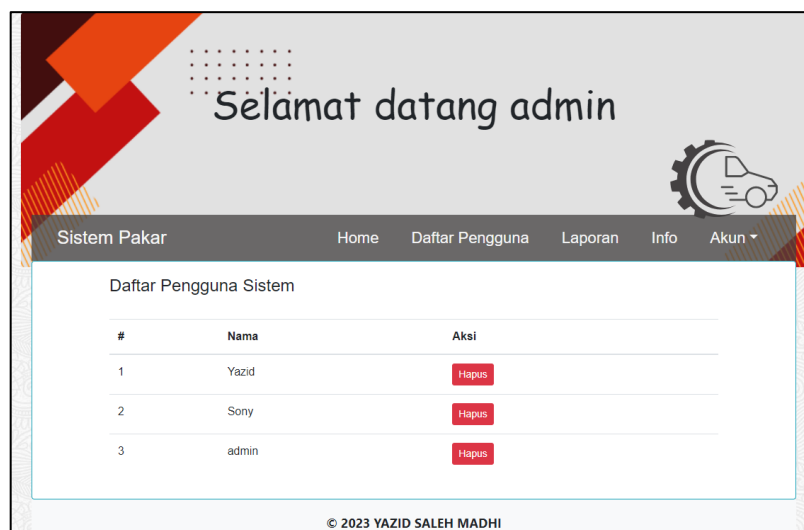 Selamat datang admin
Sistem Pakar Home Daftar Pengguna Laporan Info Akun
Daftar Pengguna Sistem
# Nama Aksi
1 Yazid Hapus
2 Sony Hapus
3 admin Hapus
© 2023 YAZID SALEH MADHI